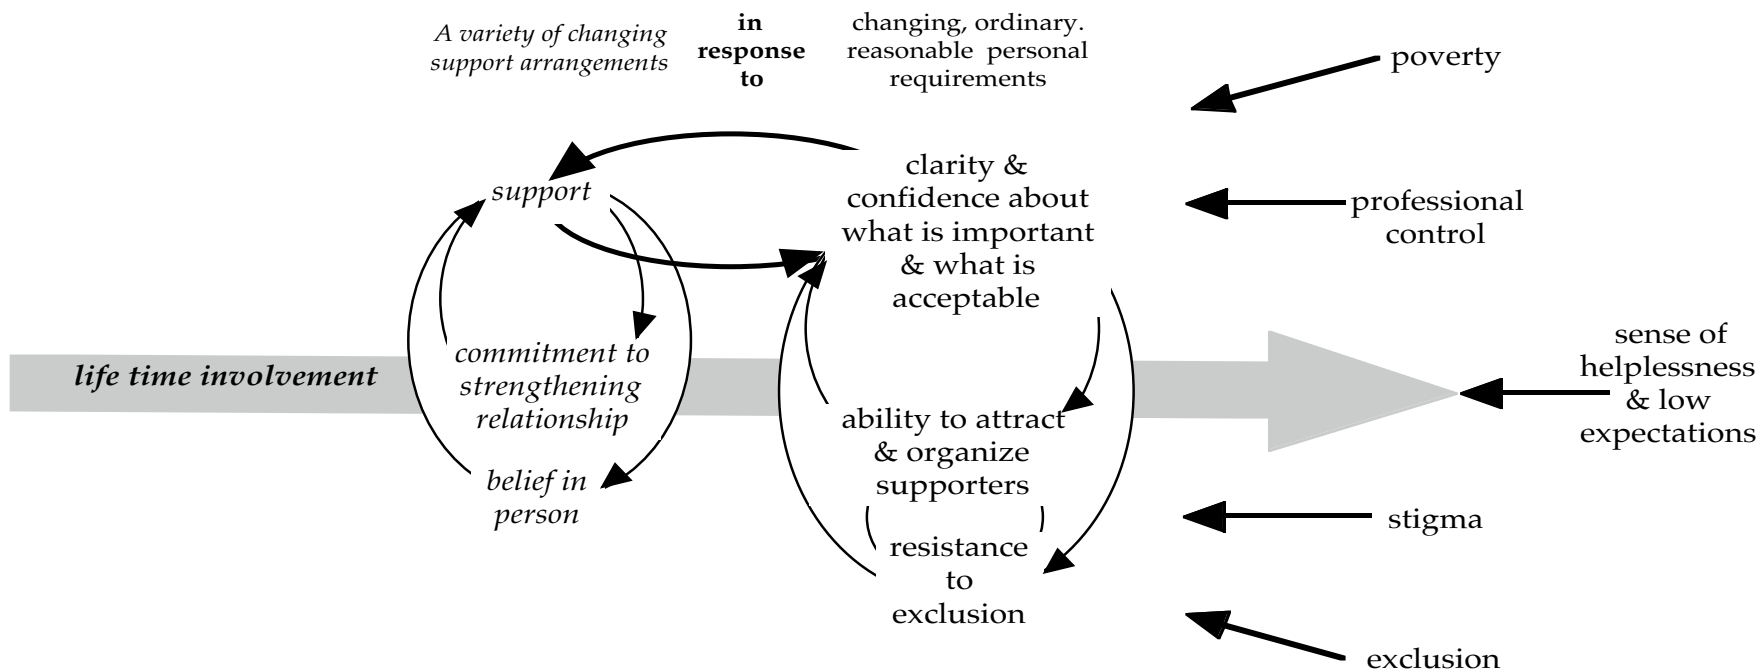 A variety of changing
support arrangements
in
response
to
changing, ordinary.
reasonable personal
requirements
poverty
support
clarity &
confidence about
what is important
& what is
acceptable
professional
control
life time involvement
commitment to
strengthening
relationship
belief in
person
ability to attract
& organize
supporters
resistance
to
exclusion
sense of
helplessness
& low
expectations
stigma
exclusion